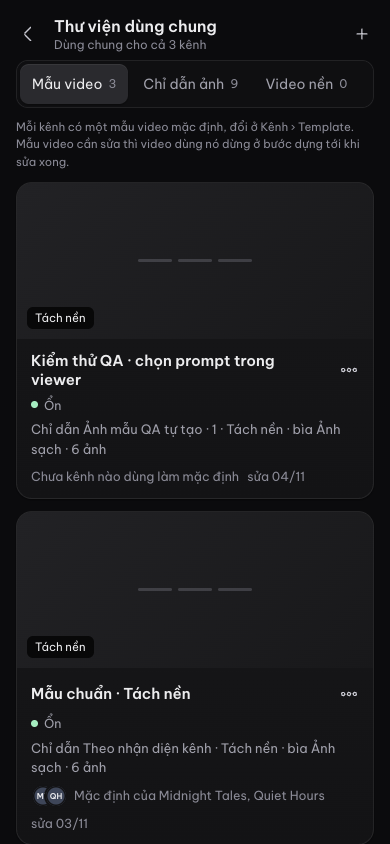 Thư viện dùng chung
Dùng chung cho cả 3 kênh
Mẫu video 3
Chỉ dẫn ảnh 9
Video nền 0
Mỗi kênh có một mẫu video mặc định, đổi ở Kênh › Template.
Mẫu video cần sửa thì video dùng nó dừng ở bước dựng tới khi
sửa xong.
Tách nền
Kiểm thử QA · chọn prompt trong
viewer
Ổn
Chỉ dẫn Ảnh mẫu QA tự tạo · 1 · Tách nền · bìa Ảnh
sạch · 6 ảnh
Chưa kênh nào dùng làm mặc định sửa 04/11
Tách nền
Mẫu chuẩn · Tách nền
Ổn
Chỉ dẫn Theo nhận diện kênh · Tách nền · bìa Ảnh
sạch · 6 ảnh
M QH Mặc định của Midnight Tales, Quiet Hours
sửa 03/11